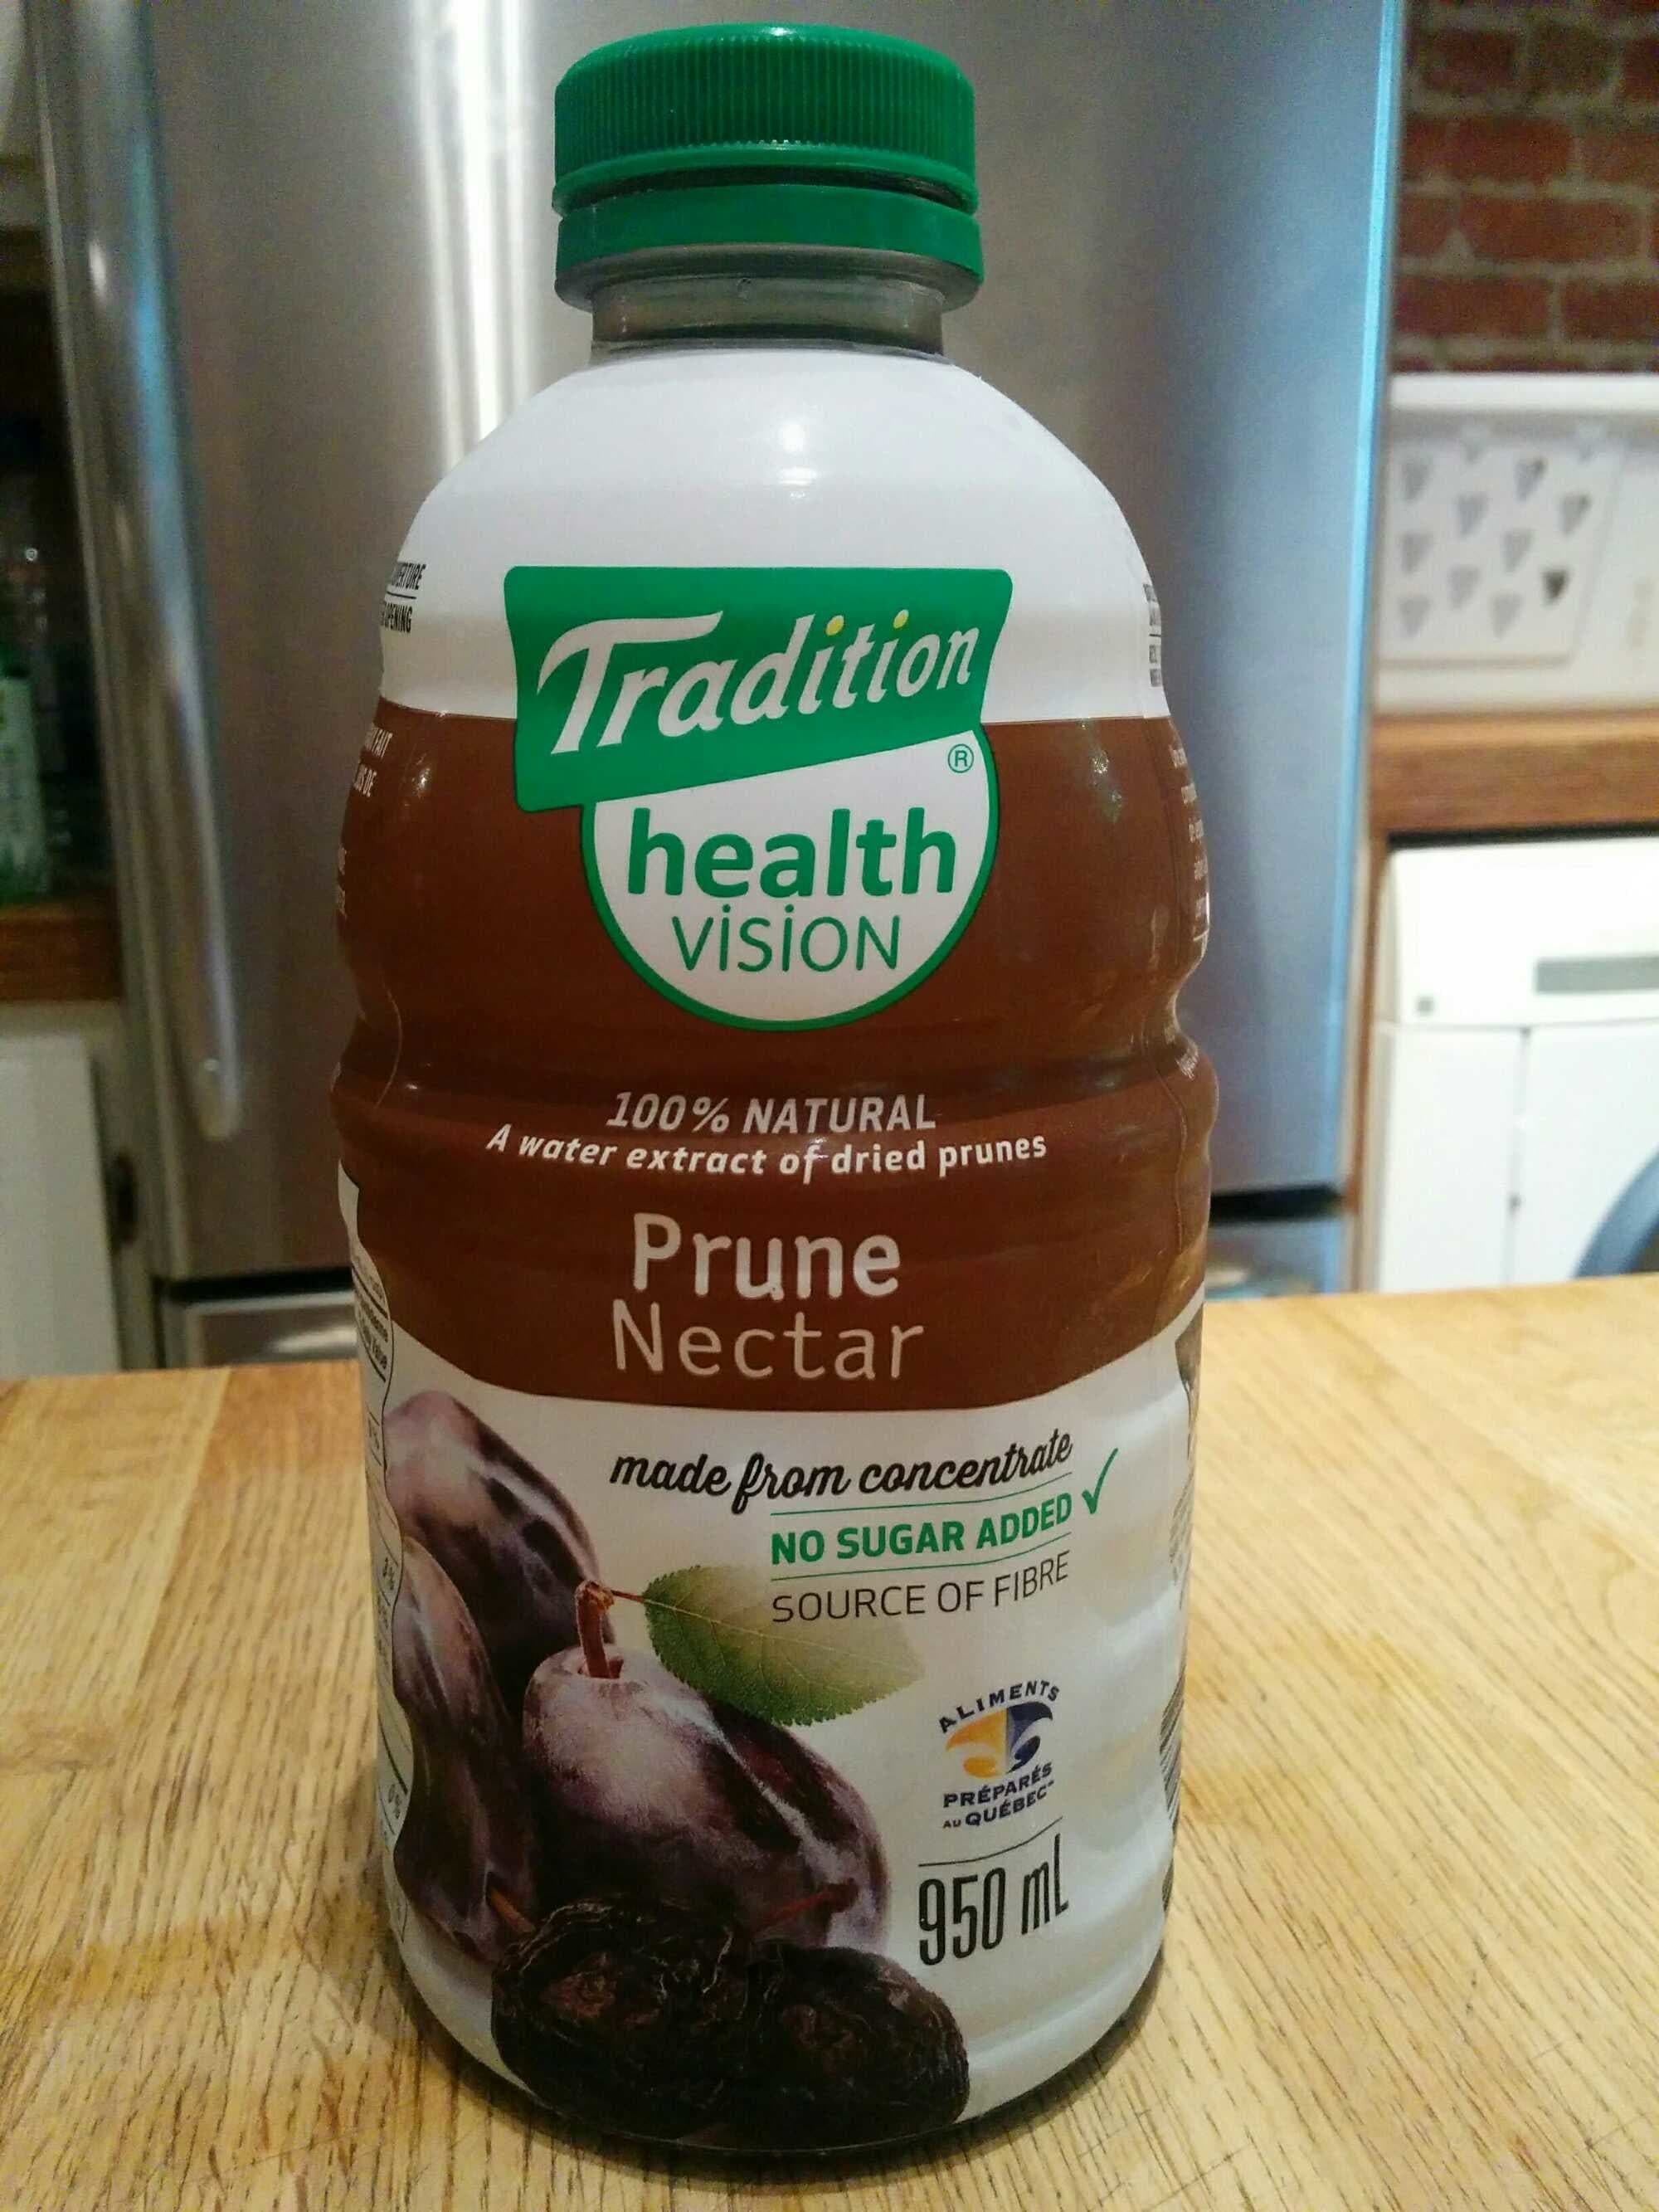 OPENING
Tradition
®
health
VISION
100% NATURAL
A water extract of dried prunes
Prune
Nectar
made from concentrate
NO SUGAR ADDED
SOURCE OF FIBRE
ALIMENTS
PRÉPARÉS
AU QUÉBEC
950 mL